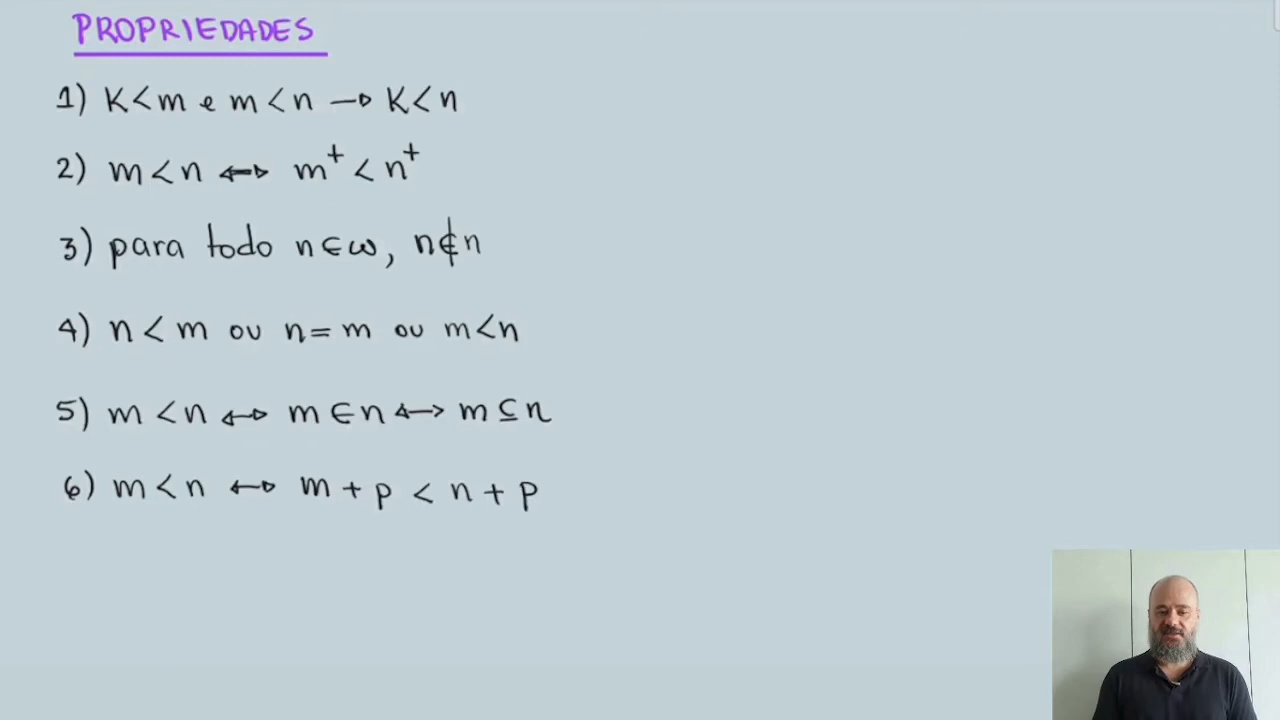 PROPRIEDADES
1) K<m e m<n → K<n
2) m<n ↔ m⁺<n⁺
3) para todo n∈ω, n∉n
4) n<m ou n=m ou m<n
5) m<n ↔ m∈n ↔ m⊆n
6) m<n ↔ m+p < n+p